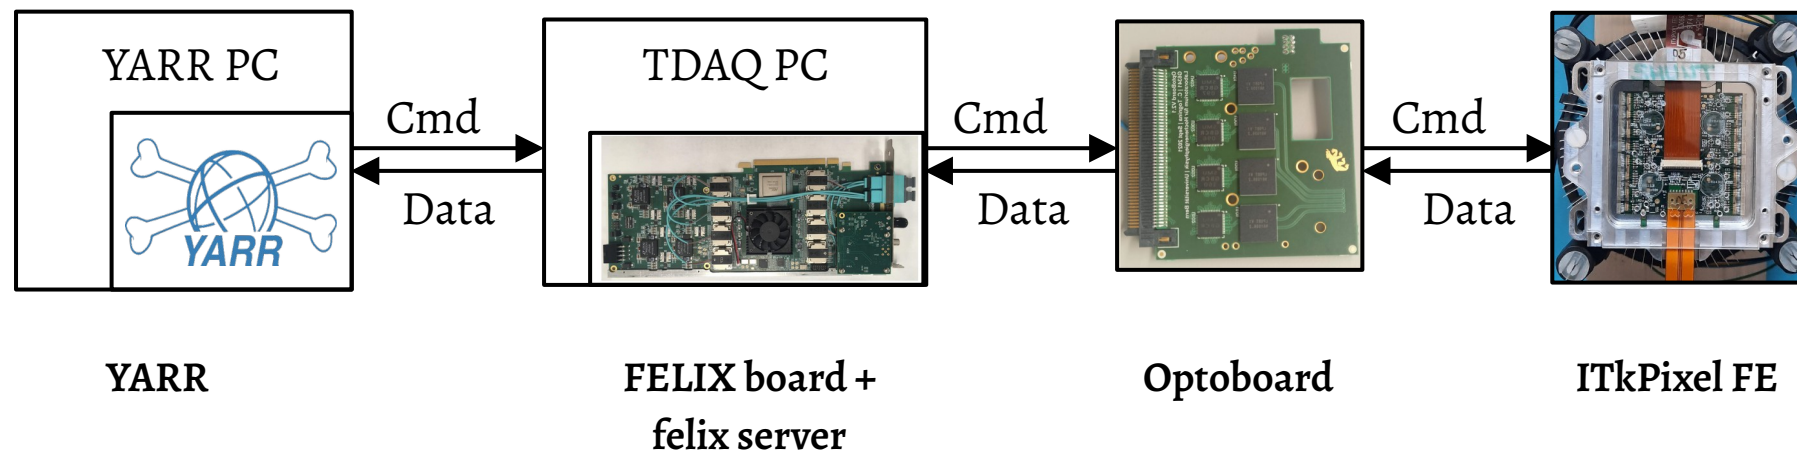 YARR PC
TDAQ PC
Cmd
Cmd
Cmd
Data
Data
Data
YARR
YARR
FELIX board +
felix server
Optoboard
ITkPixel FE